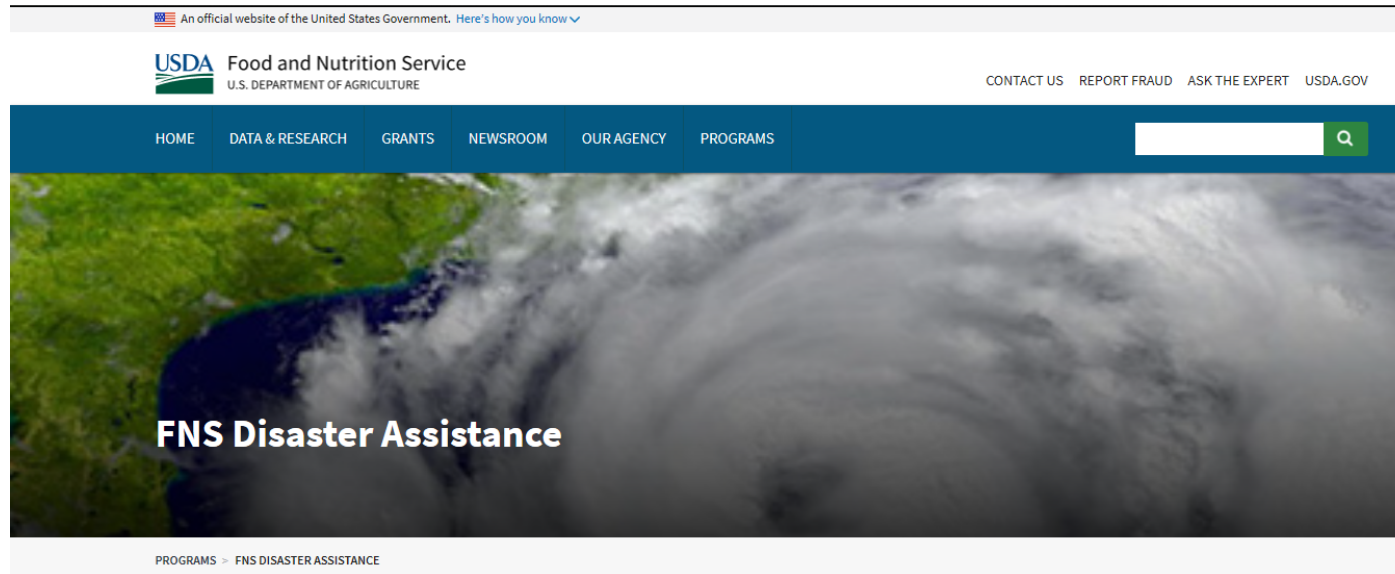 An official website of the United States Government. Here's how you know
USDA Food and Nutrition Service
U.S. DEPARTMENT OF AGRICULTURE
CONTACT US REPORT FRAUD ASK THE EXPERT USDA.GOV
HOME DATA & RESEARCH GRANTS NEWSROOM OUR AGENCY PROGRAMS
FNS Disaster Assistance
PROGRAMS > FNS DISASTER ASSISTANCE